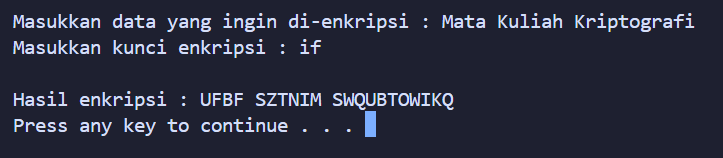 Masukkan data yang ingin di-enkripsi : Mata Kuliah Kriptografi
Masukkan kunci enkripsi : if
Hasil enkripsi : UFBF SZTNIM SWQUBTOWIKQ
Press any key to continue . . .